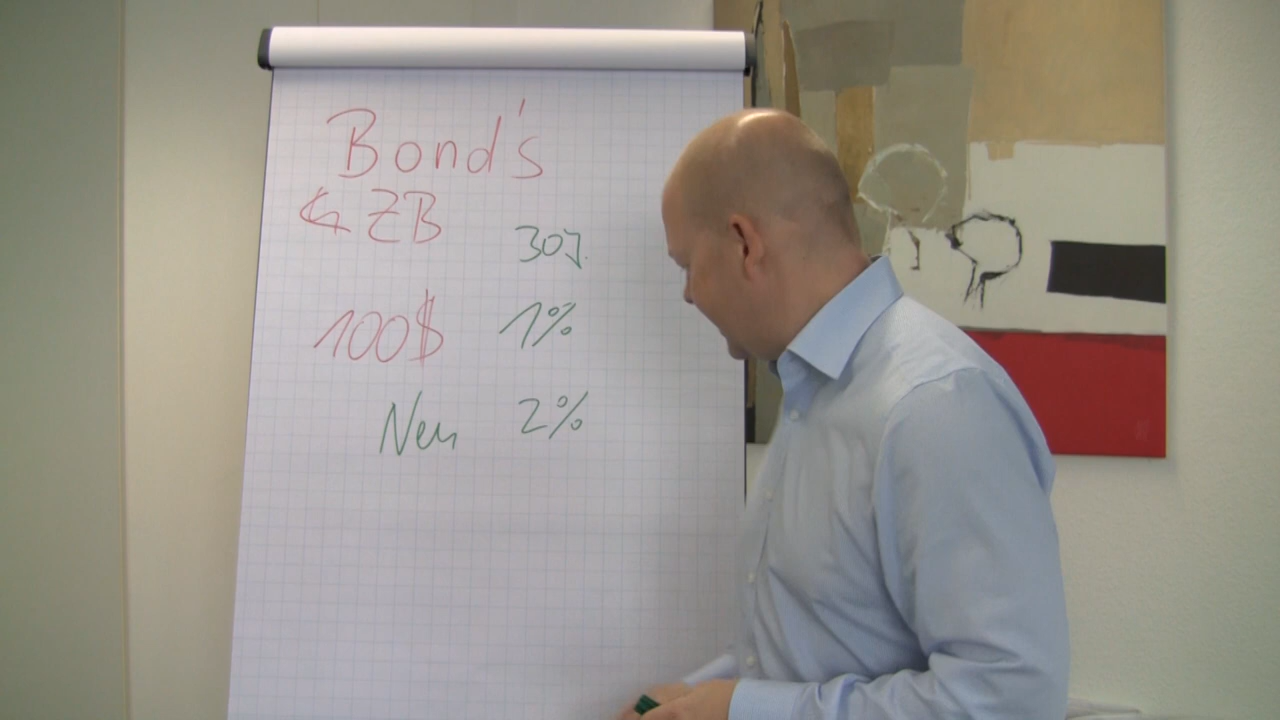 Bond's
↳ ZB
30J.
100$ 1%
Neu 2%